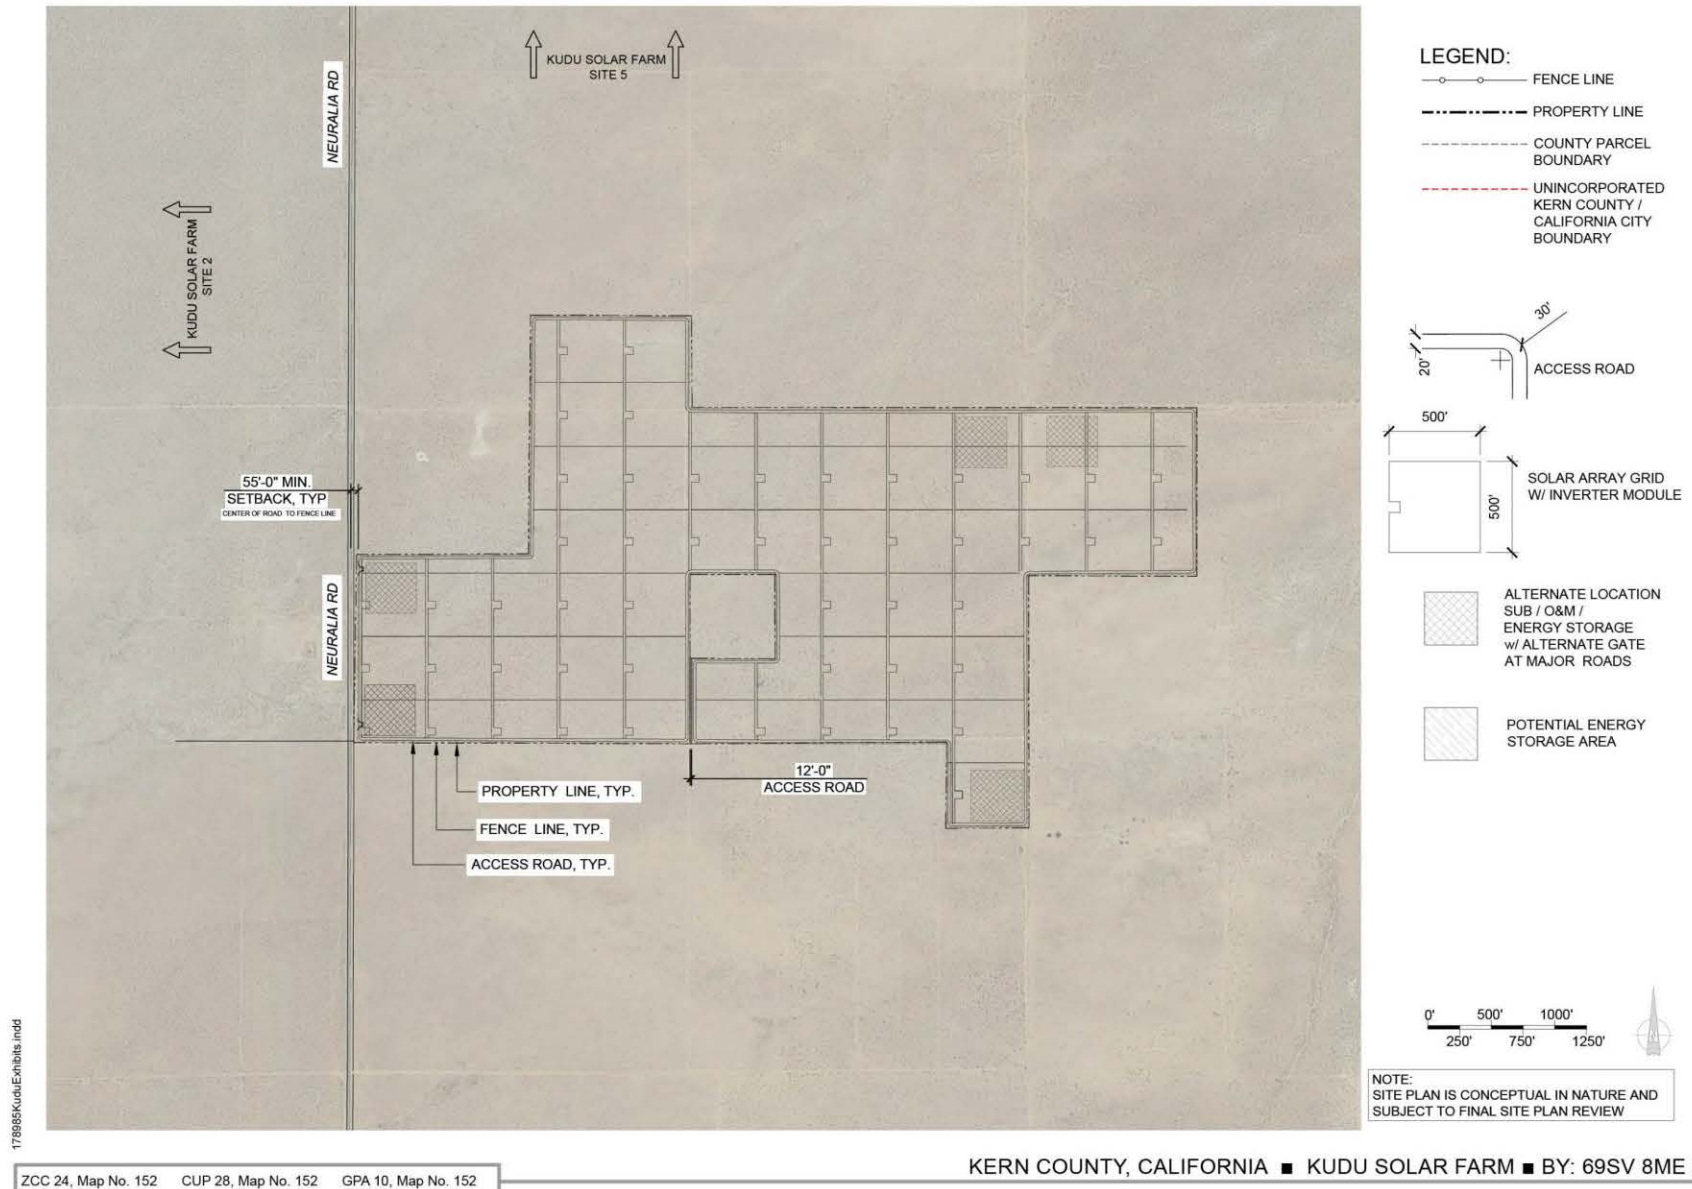 KUDU SOLAR FARM
SITE 5
NEURALIA RD
KUDU SOLAR FARM
SITE 2
55'-0" MIN.
SETBACK, TYP
CENTER OF ROAD TO FENCE LINE
NEURALIA RD
PROPERTY LINE, TYP.
FENCE LINE, TYP.
ACCESS ROAD, TYP.
12'-0"
ACCESS ROAD
LEGEND:
FENCE LINE
PROPERTY LINE
COUNTY PARCEL
BOUNDARY
UNINCORPORATED
KERN COUNTY /
CALIFORNIA CITY
BOUNDARY
30'
20'
ACCESS ROAD
500'
500'
SOLAR ARRAY GRID
W/ INVERTER MODULE
ALTERNATE LOCATION
SUB / O&M /
ENERGY STORAGE
w/ ALTERNATE GATE
AT MAJOR ROADS
POTENTIAL ENERGY
STORAGE AREA
0' 500' 1000'
250' 750' 1250'
NOTE:
SITE PLAN IS CONCEPTUAL IN NATURE AND
SUBJECT TO FINAL SITE PLAN REVIEW
178985KuduExhibits.indd
KERN COUNTY, CALIFORNIA ■ KUDU SOLAR FARM ■ BY: 69SV 8ME
ZCC 24, Map No. 152 CUP 28, Map No. 152 GPA 10, Map No. 152